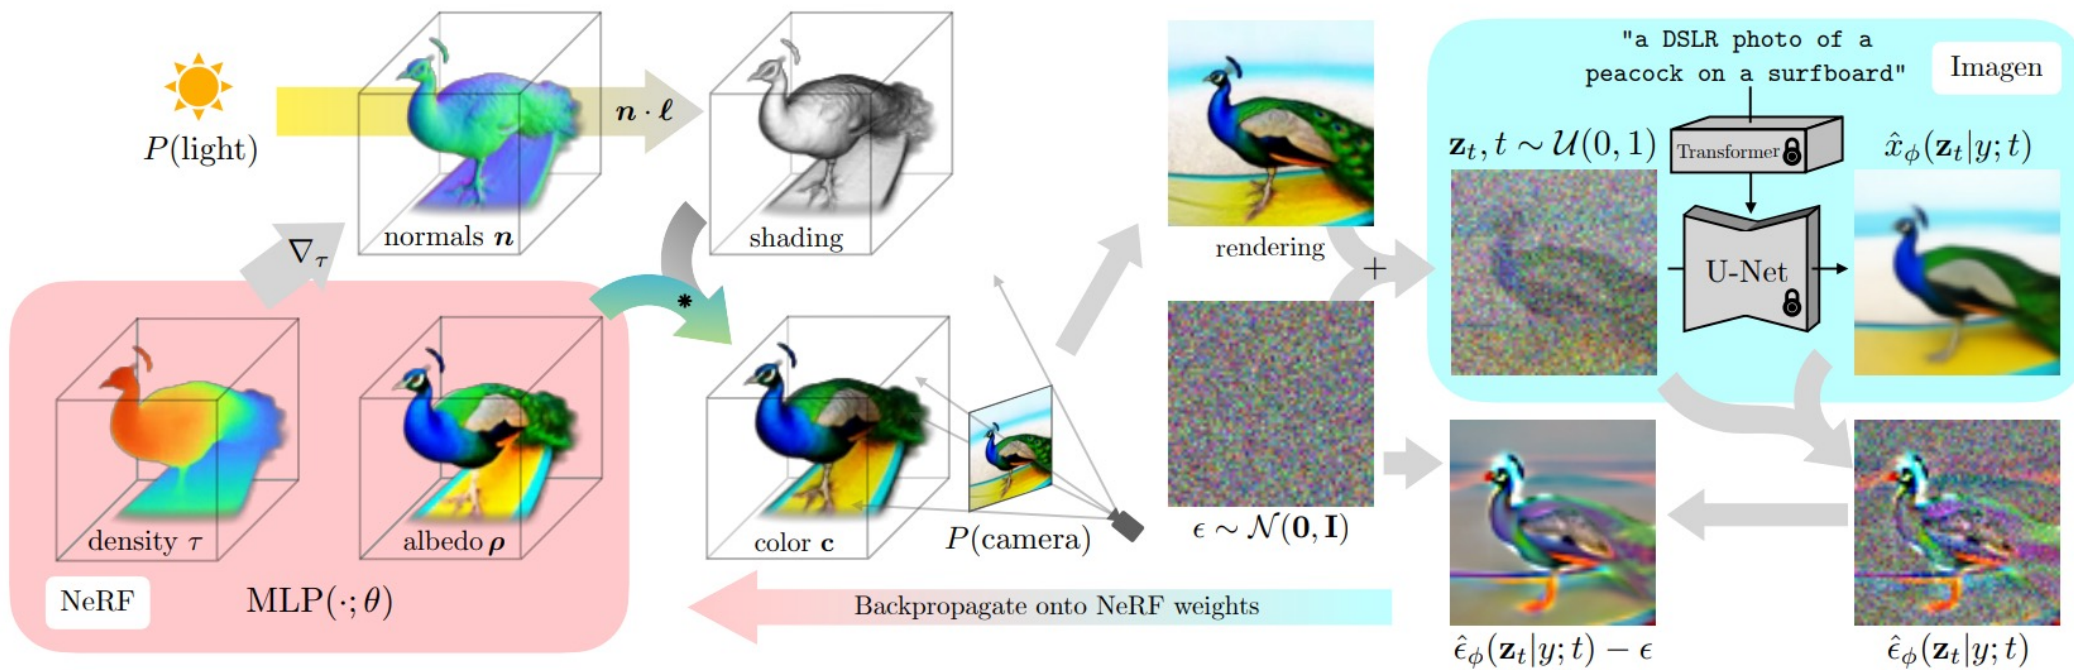 P(light)
n · ℓ
normals n
shading
∇τ
*
density τ
albedo ρ
NeRF
MLP(·; θ)
color c
P(camera)
rendering
+
ϵ ∼ 𝒩(0, I)
Backpropagate onto NeRF weights
"a DSLR photo of a
peacock on a surfboard"
Imagen
z_t, t ∼ 𝒰(0, 1)
Transformer
x̂_ϕ(z_t|y; t)
U-Net
ϵ̂_ϕ(z_t|y; t) − ϵ
ϵ̂_ϕ(z_t|y; t)